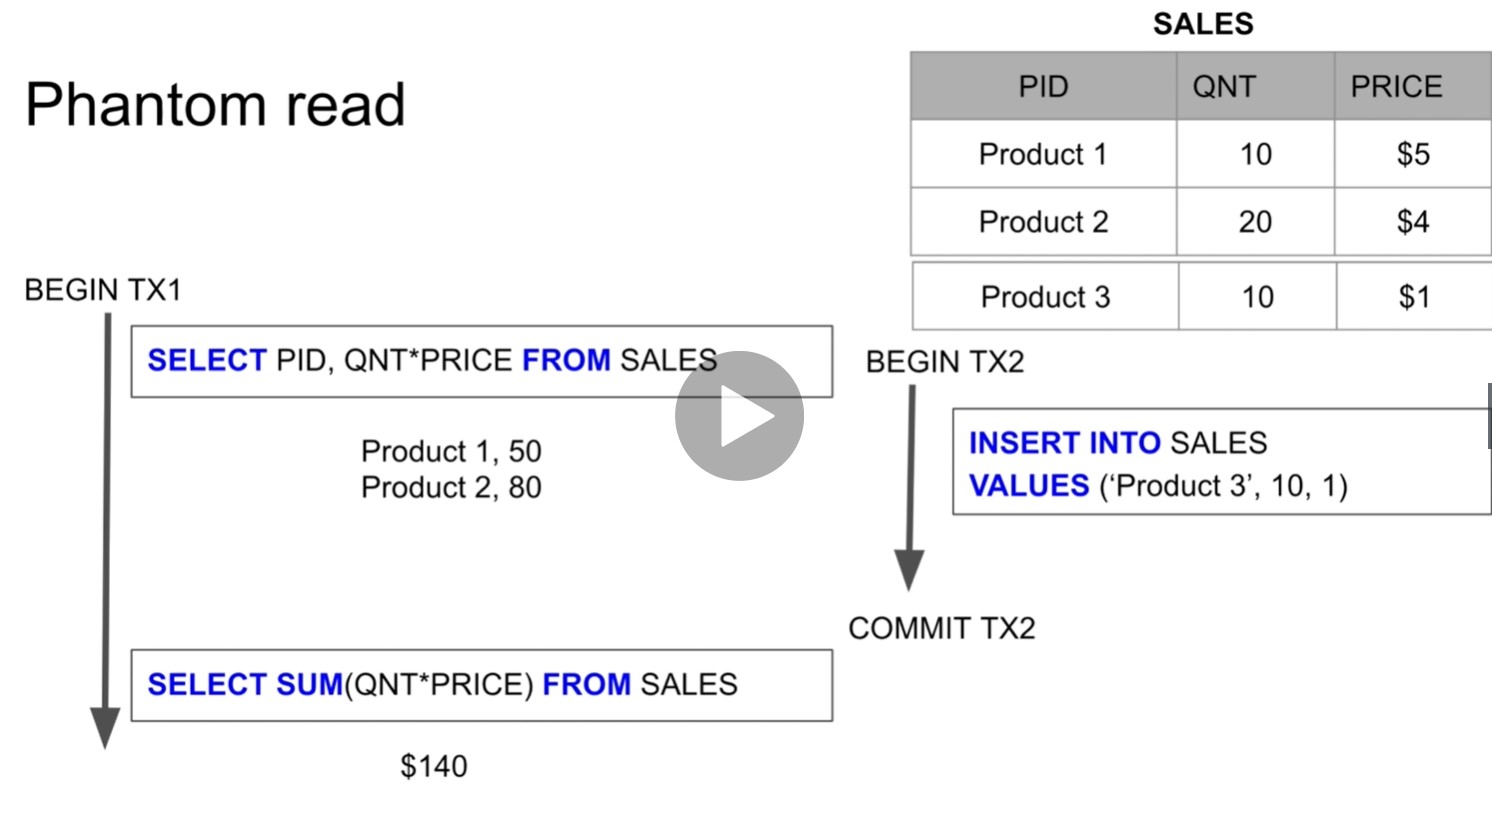 Phantom read
SALES
PID QNT PRICE
Product 1 10 $5
Product 2 20 $4
Product 3 10 $1
BEGIN TX1
SELECT PID, QNT*PRICE FROM SALES
Product 1, 50
Product 2, 80
BEGIN TX2
INSERT INTO SALES
VALUES (‘Product 3’, 10, 1)
COMMIT TX2
SELECT SUM(QNT*PRICE) FROM SALES
$140